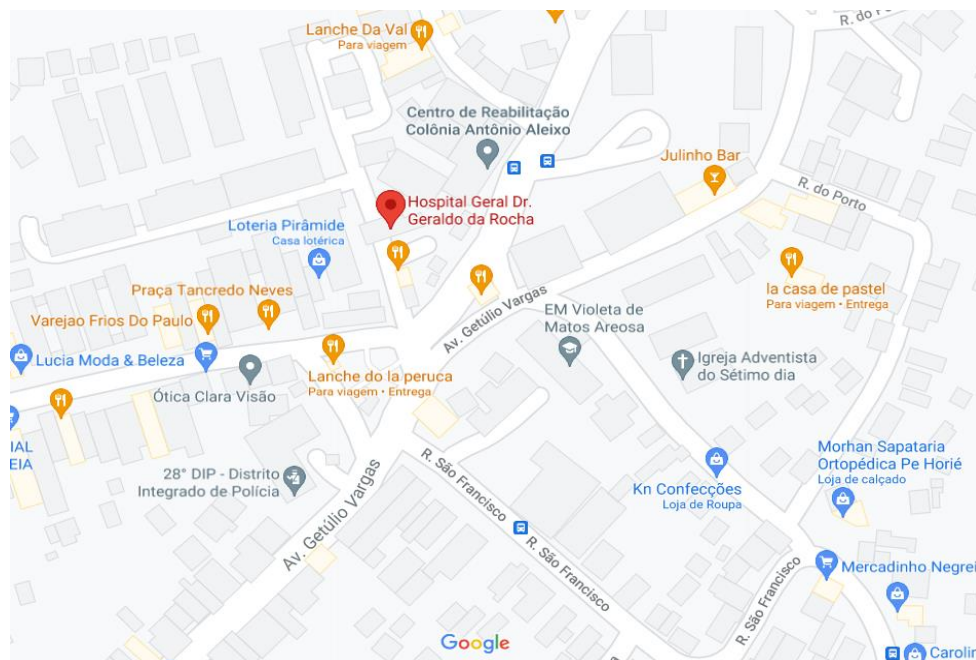 R. do Porto
Lanche Da Val
Para viagem
Centro de Reabilitação
Colônia Antônio Aleixo
Julinho Bar
R. do Porto
Hospital Geral Dr.
Geraldo da Rocha
Loteria Pirâmide
Casa lotérica
la casa de pastel
Para viagem • Entrega
Praça Tancredo Neves
Varejao Frios Do Paulo
Av. Getúlio Vargas
EM Violeta de
Matos Areosa
Igreja Adventista
do Sétimo dia
Lucia Moda & Beleza
Lanche do la peruca
Para viagem • Entrega
Ótica Clara Visão
IAL
EIA
28° DIP - Distrito
Integrado de Polícia
R. São Francisco
Morhan Sapataria
Ortopédica Pe Horié
Loja de calçado
Kn Confecções
Loja de Roupa
Av. Getúlio Vargas
R. São Francisco
R. São Francisco
Mercadinho Negrei
Google
Carolin